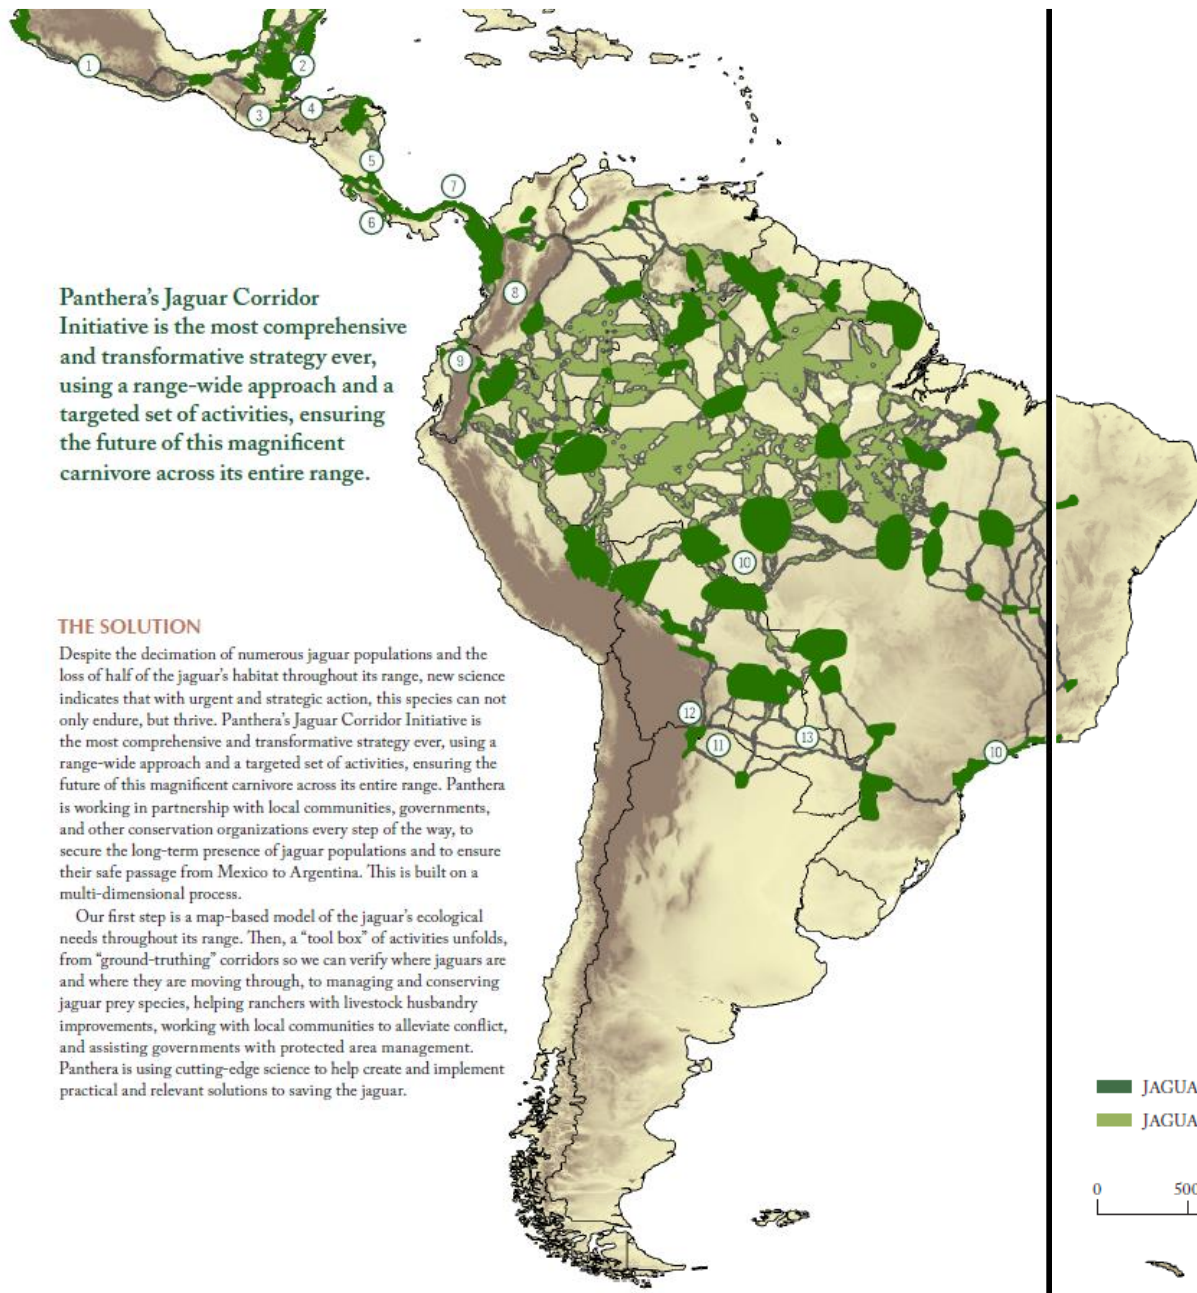 1
2
3
4
5
6
7
8
9
10
12
11
13
10
Panthera’s Jaguar Corridor
Initiative is the most comprehensive
and transformative strategy ever,
using a range-wide approach and a
targeted set of activities, ensuring
the future of this magnificent
carnivore across its entire range.
THE SOLUTION
Despite the decimation of numerous jaguar populations and the
loss of half of the jaguar’s habitat throughout its range, new science
indicates that with urgent and strategic action, this species can not
only endure, but thrive. Panthera’s Jaguar Corridor Initiative is
the most comprehensive and transformative strategy ever, using a
range-wide approach and a targeted set of activities, ensuring the
future of this magnificent carnivore across its entire range. Panthera
is working in partnership with local communities, governments,
and other conservation organizations every step of the way, to
secure the long-term presence of jaguar populations and to ensure
their safe passage from Mexico to Argentina. This is built on a
multi-dimensional process.
Our first step is a map-based model of the jaguar’s ecological
needs throughout its range. Then, a “tool box” of activities unfolds,
from “ground-truthing” corridors so we can verify where jaguars are
and where they are moving through, to managing and conserving
jaguar prey species, helping ranchers with livestock husbandry
improvements, working with local communities to alleviate conflict,
and assisting governments with protected area management.
Panthera is using cutting-edge science to help create and implement
practical and relevant solutions to saving the jaguar.
JAGUA
JAGUA
0 500